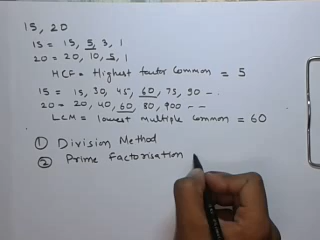 15, 20
15 = 15, 5, 3, 1
20 = 20, 10, 5, 1
HCF = Highest factor Common = 5
15 = 15, 30, 45, 60, 75, 90 - .
20 = 20, 40, 60, 80, 900 - -
LCM = lowest multiple common = 60
① Division Method
② Prime Factorisation